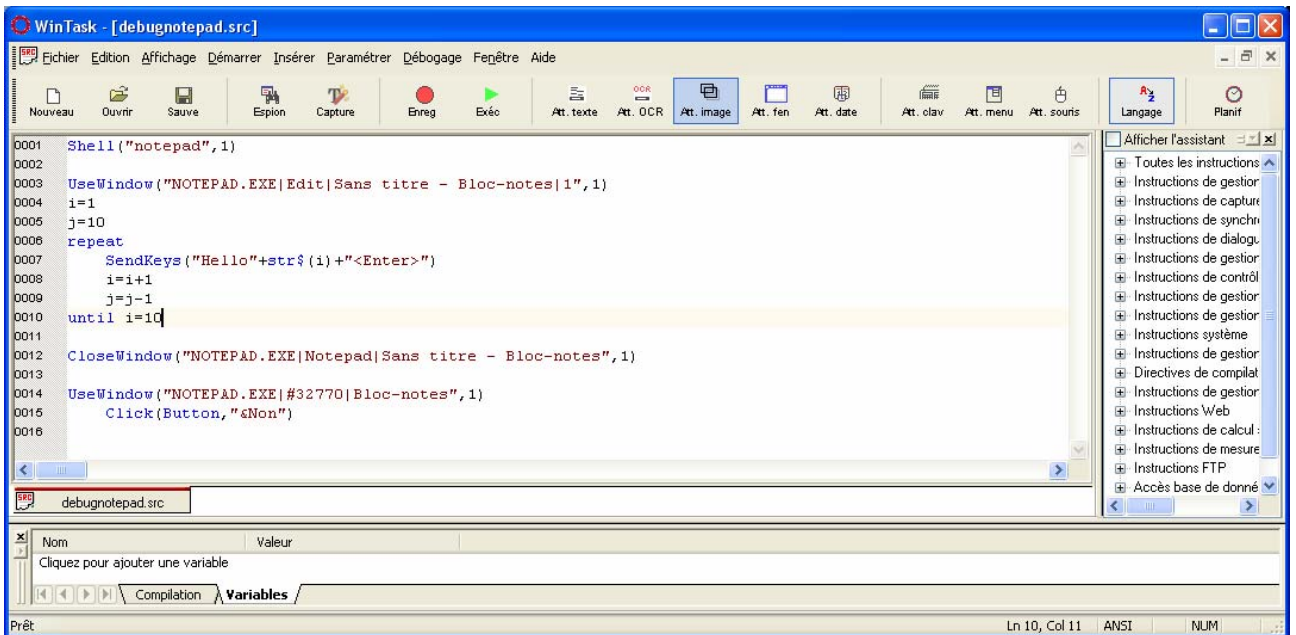 WinTask - [debugnotepad.src]
Fichier Edition Affichage Démarrer Insérer Paramétrer Débogage Fenêtre Aide
Nouveau Ouvrir Sauve Espion Capture Enreg Exéc Att. texte Att. OCR Att. image Att. fen Att. date Att. clav Att. menu Att. souris Langage Planif
0001 Shell("notepad",1)
0002
0003 UseWindow("NOTEPAD.EXE|Edit|Sans titre - Bloc-notes|1",1)
0004 i=1
0005 j=10
0006 repeat
0007 SendKeys("Hello"+str$(i)+"<Enter>")
0008 i=i+1
0009 j=j-1
0010 until i=10
0011
0012 CloseWindow("NOTEPAD.EXE|Notepad|Sans titre - Bloc-notes",1)
0013
0014 UseWindow("NOTEPAD.EXE|#32770|Bloc-notes",1)
0015 Click(Button,"&Non")
0016
Afficher l'assistant
Toutes les instructions
Instructions de gestion
Instructions de capture
Instructions de synchr
Instructions de dialogu
Instructions de gestion
Instructions de contrôl
Instructions de gestion
Instructions de gestion
Instructions système
Instructions de gestion
Directives de compilat
Instructions de gestion
Instructions Web
Instructions de calcul
Instructions de mesure
Instructions FTP
Accès base de donné
SRC debugnotepad.src
Nom Valeur
Cliquez pour ajouter une variable
Compilation Variables
Prêt Ln 10, Col 11 ANSI NUM